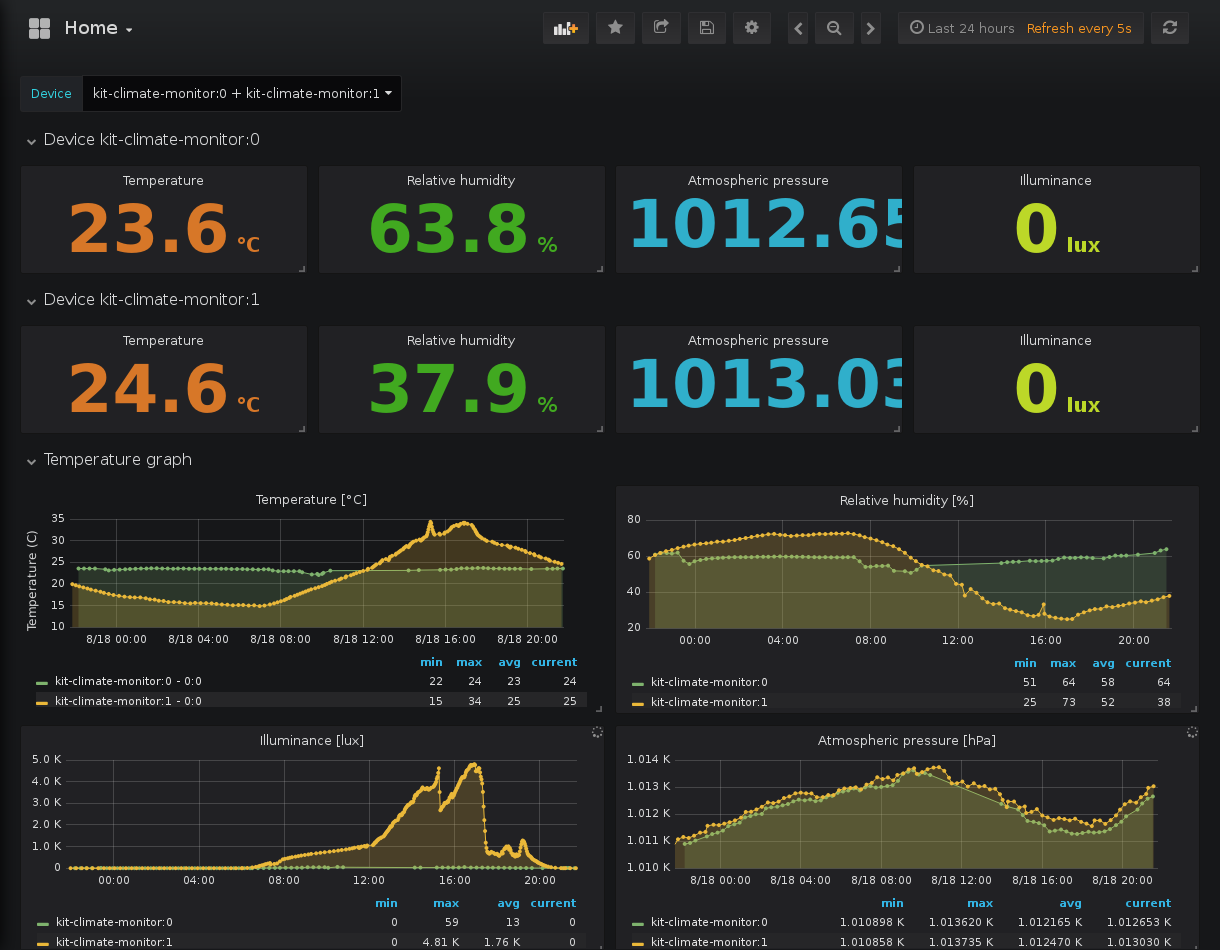 Home
Last 24 hours Refresh every 5s
Device kit-climate-monitor:0 + kit-climate-monitor:1
Device kit-climate-monitor:0
Temperature
23.6 °C
Relative humidity
63.8 %
Atmospheric pressure
1012.65
Illuminance
0 lux
Device kit-climate-monitor:1
Temperature
24.6 °C
Relative humidity
37.9 %
Atmospheric pressure
1013.03
Illuminance
0 lux
Temperature graph
Temperature [°C]
Temperature (C)
35
30
25
20
15
10
8/18 00:00 8/18 04:00 8/18 08:00 8/18 12:00 8/18 16:00 8/18 20:00
min max avg current
kit-climate-monitor:0 - 0:0 22 24 23 24
kit-climate-monitor:1 - 0:0 15 34 25 25
Relative humidity [%]
80
60
40
20
00:00 04:00 08:00 12:00 16:00 20:00
min max avg current
kit-climate-monitor:0 51 64 58 64
kit-climate-monitor:1 25 73 52 38
Illuminance [lux]
5.0 K
4.0 K
3.0 K
2.0 K
1.0 K
0
00:00 04:00 08:00 12:00 16:00 20:00
min max avg current
kit-climate-monitor:0 0 59 13 0
kit-climate-monitor:1 0 4.81 K 1.76 K 0
Atmospheric pressure [hPa]
1.014 K
1.013 K
1.012 K
1.011 K
1.010 K
8/18 00:00 8/18 04:00 8/18 08:00 8/18 12:00 8/18 16:00 8/18 20:00
min max avg current
kit-climate-monitor:0 1.010898 K 1.013620 K 1.012165 K 1.012653 K
kit-climate-monitor:1 1.010858 K 1.013735 K 1.012470 K 1.013030 K